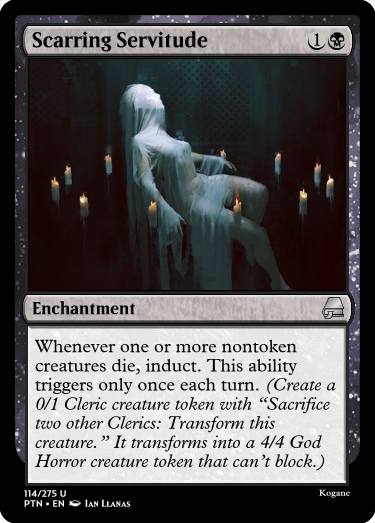 Scarring Servitude 1
Enchantment
Whenever one or more nontoken
creatures die, induct. This ability
triggers only once each turn. (Create a
0/1 Cleric creature token with “Sacrifice
two other Clerics: Transform this
creature.” It transforms into a 4/4 God
Horror creature token that can’t block.)
114/275 U
PTN • EN Ian Llanas
Kogane